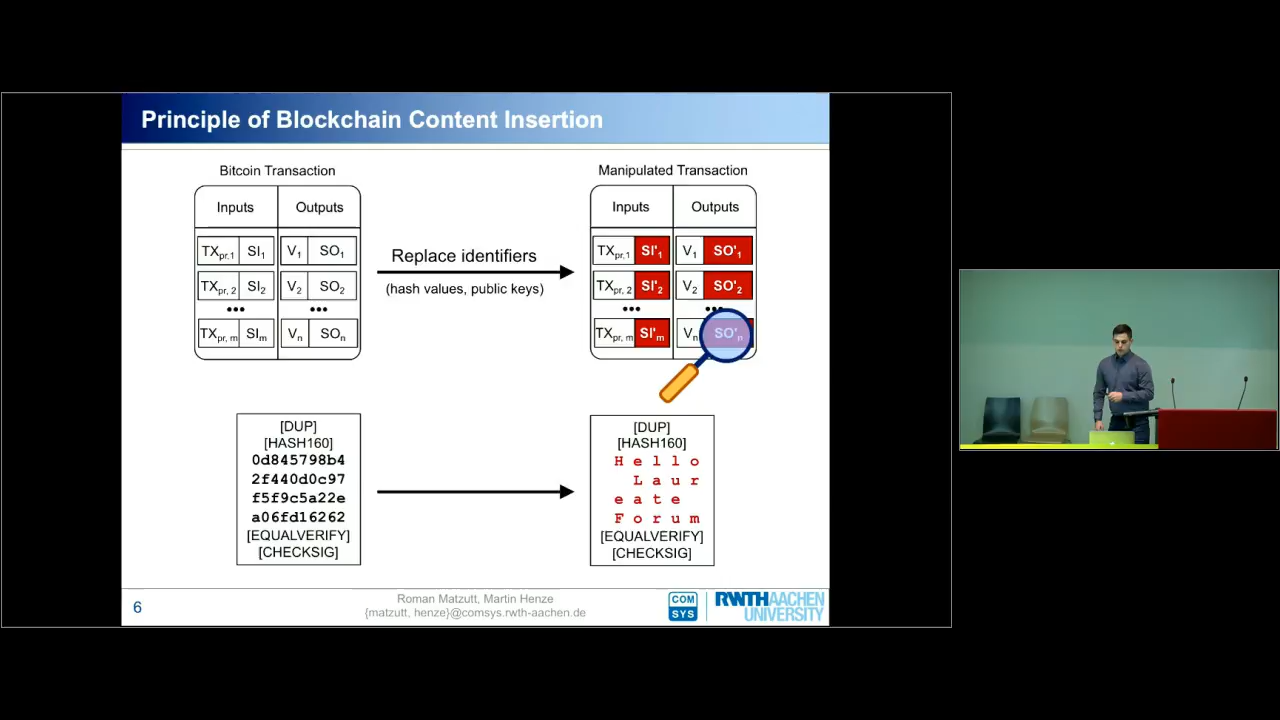 Principle of Blockchain Content Insertion
Bitcoin Transaction
Inputs Outputs
TXpr,1 SI1 V1 SO1
TXpr, 2 SI2 V2 SO2
••• •••
TXpr, m SIm Vn SOn
Replace identifiers
(hash values, public keys)
Manipulated Transaction
Inputs Outputs
TXpr,1 SI'1 V1 SO'1
TXpr, 2 SI'2 V2 SO'2
••• •••
TXpr, m SI'm Vn SO'n
[DUP]
[HASH160]
0d845798b4
2f440d0c97
f5f9c5a22e
a06fd16262
[EQUALVERIFY]
[CHECKSIG]
[DUP]
[HASH160]
H e l l o
L a u r
e a t e
F o r u m
[EQUALVERIFY]
[CHECKSIG]
6
Roman Matzutt, Martin Henze
{matzutt, henze}@comsys.rwth-aachen.de
COM
SYS
RWTHAACHEN
UNIVERSITY